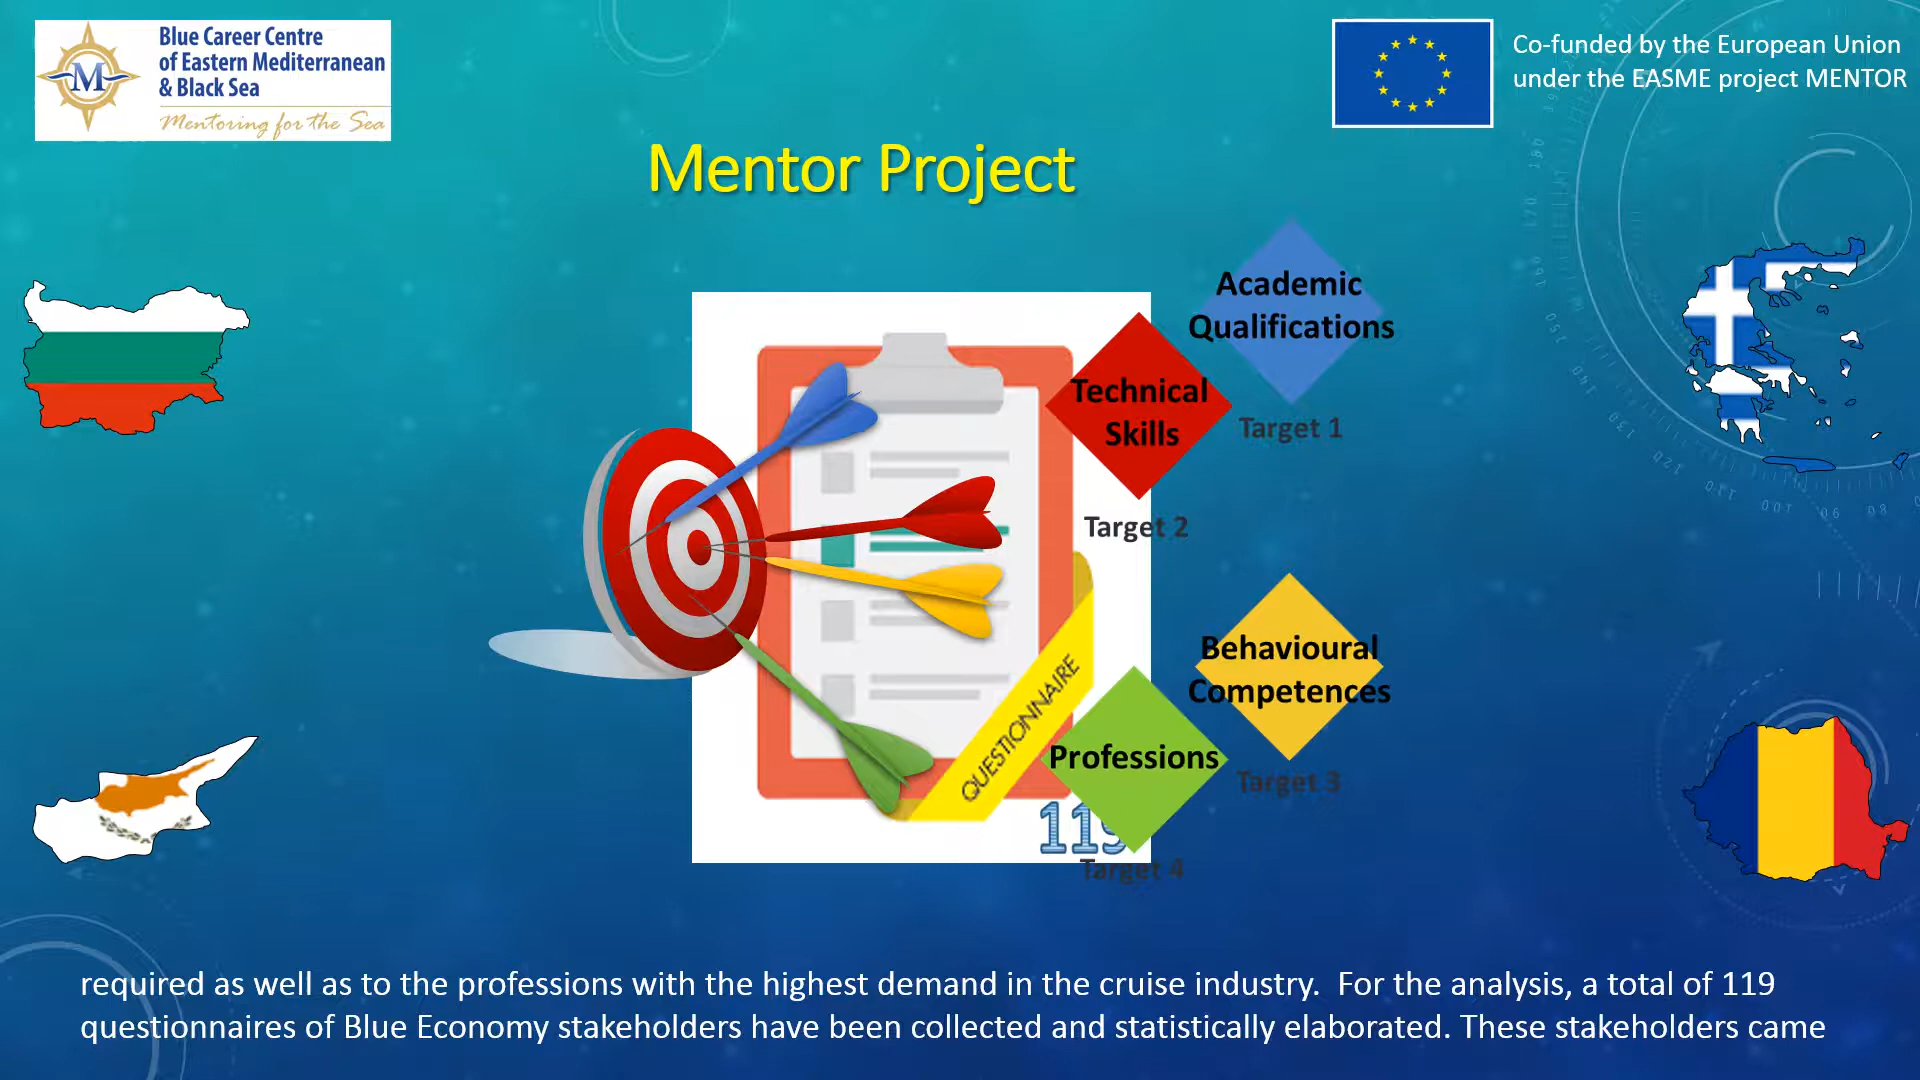 Blue Career Centre
of Eastern Mediterranean
& Black Sea
Mentoring for the Sea
M
Co-funded by the European Union
under the EASME project MENTOR
Mentor Project
Academic
Qualifications
Target 1
Technical
Skills
Target 2
Behavioural
Competences
Target 3
Professions
Target 4
QUESTIONNAIRE
119
required as well as to the professions with the highest demand in the cruise industry.  For the analysis, a total of 119
questionnaires of Blue Economy stakeholders have been collected and statistically elaborated. These stakeholders came